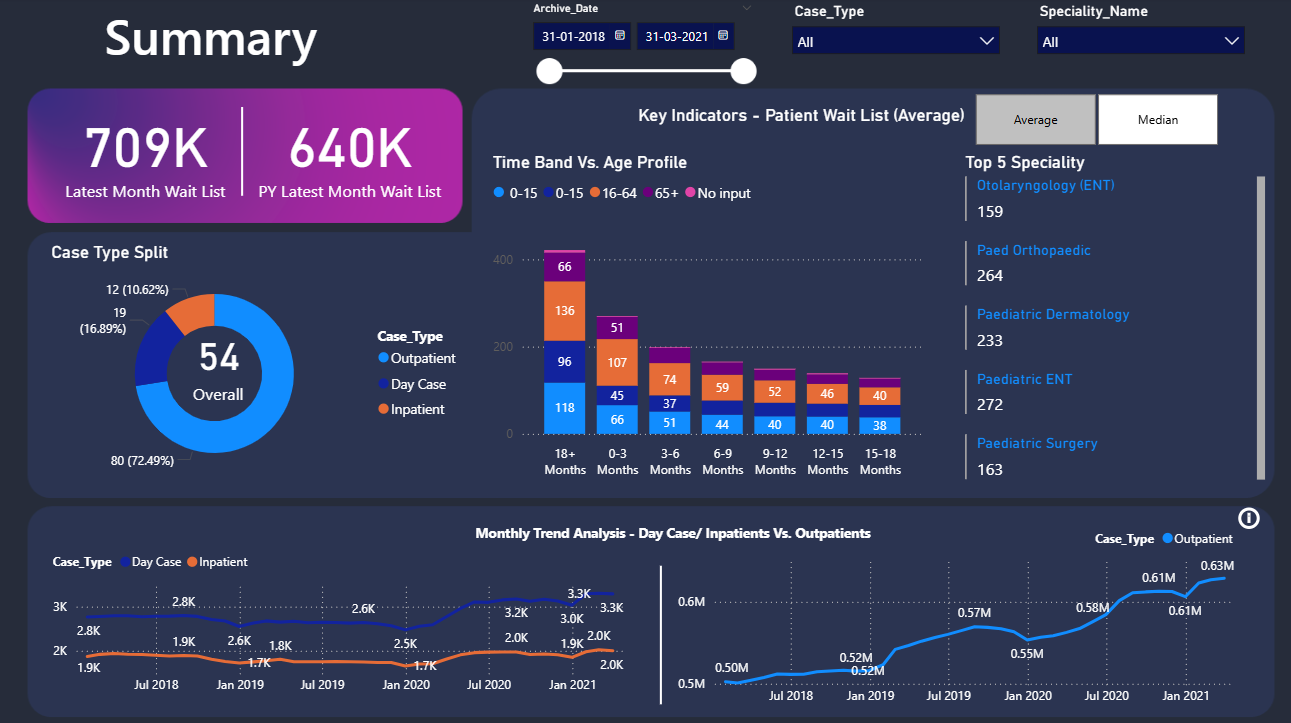 Summary
Archive_Date
31-01-2018
31-03-2021
Case_Type
All
Speciality_Name
All
709K
Latest Month Wait List
640K
PY Latest Month Wait List
Key Indicators - Patient Wait List (Average)
Average
Median
Time Band Vs. Age Profile
0-15 0-15 16-64 65+ No input
400
200
0
66
136
96
118
51
107
45
66
74
37
51
59
44
52
40
46
40
40
38
18+ Months
0-3 Months
3-6 Months
6-9 Months
9-12 Months
12-15 Months
15-18 Months
Top 5 Speciality
Otolaryngology (ENT)
159
Paed Orthopaedic
264
Paediatric Dermatology
233
Paediatric ENT
272
Paediatric Surgery
163
Case Type Split
12 (10.62%)
19
(16.89%)
54
Overall
80 (72.49%)
Case_Type
Outpatient
Day Case
Inpatient
Monthly Trend Analysis - Day Case/ Inpatients Vs. Outpatients
Case_Type Day Case Inpatient
3K
2K
2.8K
2.8K
2.6K
2.6K
2.5K
3.2K
3.0K
3.3K
3.3K
1.9K
1.9K
1.7K
1.8K
1.7K
2.0K
1.9K
2.0K
2.0K
Jul 2018 Jan 2019 Jul 2019 Jan 2020 Jul 2020 Jan 2021
Case_Type Outpatient
0.6M
0.5M
0.50M
0.52M
0.52M
0.57M
0.55M
0.58M
0.61M
0.61M
0.63M
Jul 2018 Jan 2019 Jul 2019 Jan 2020 Jul 2020 Jan 2021